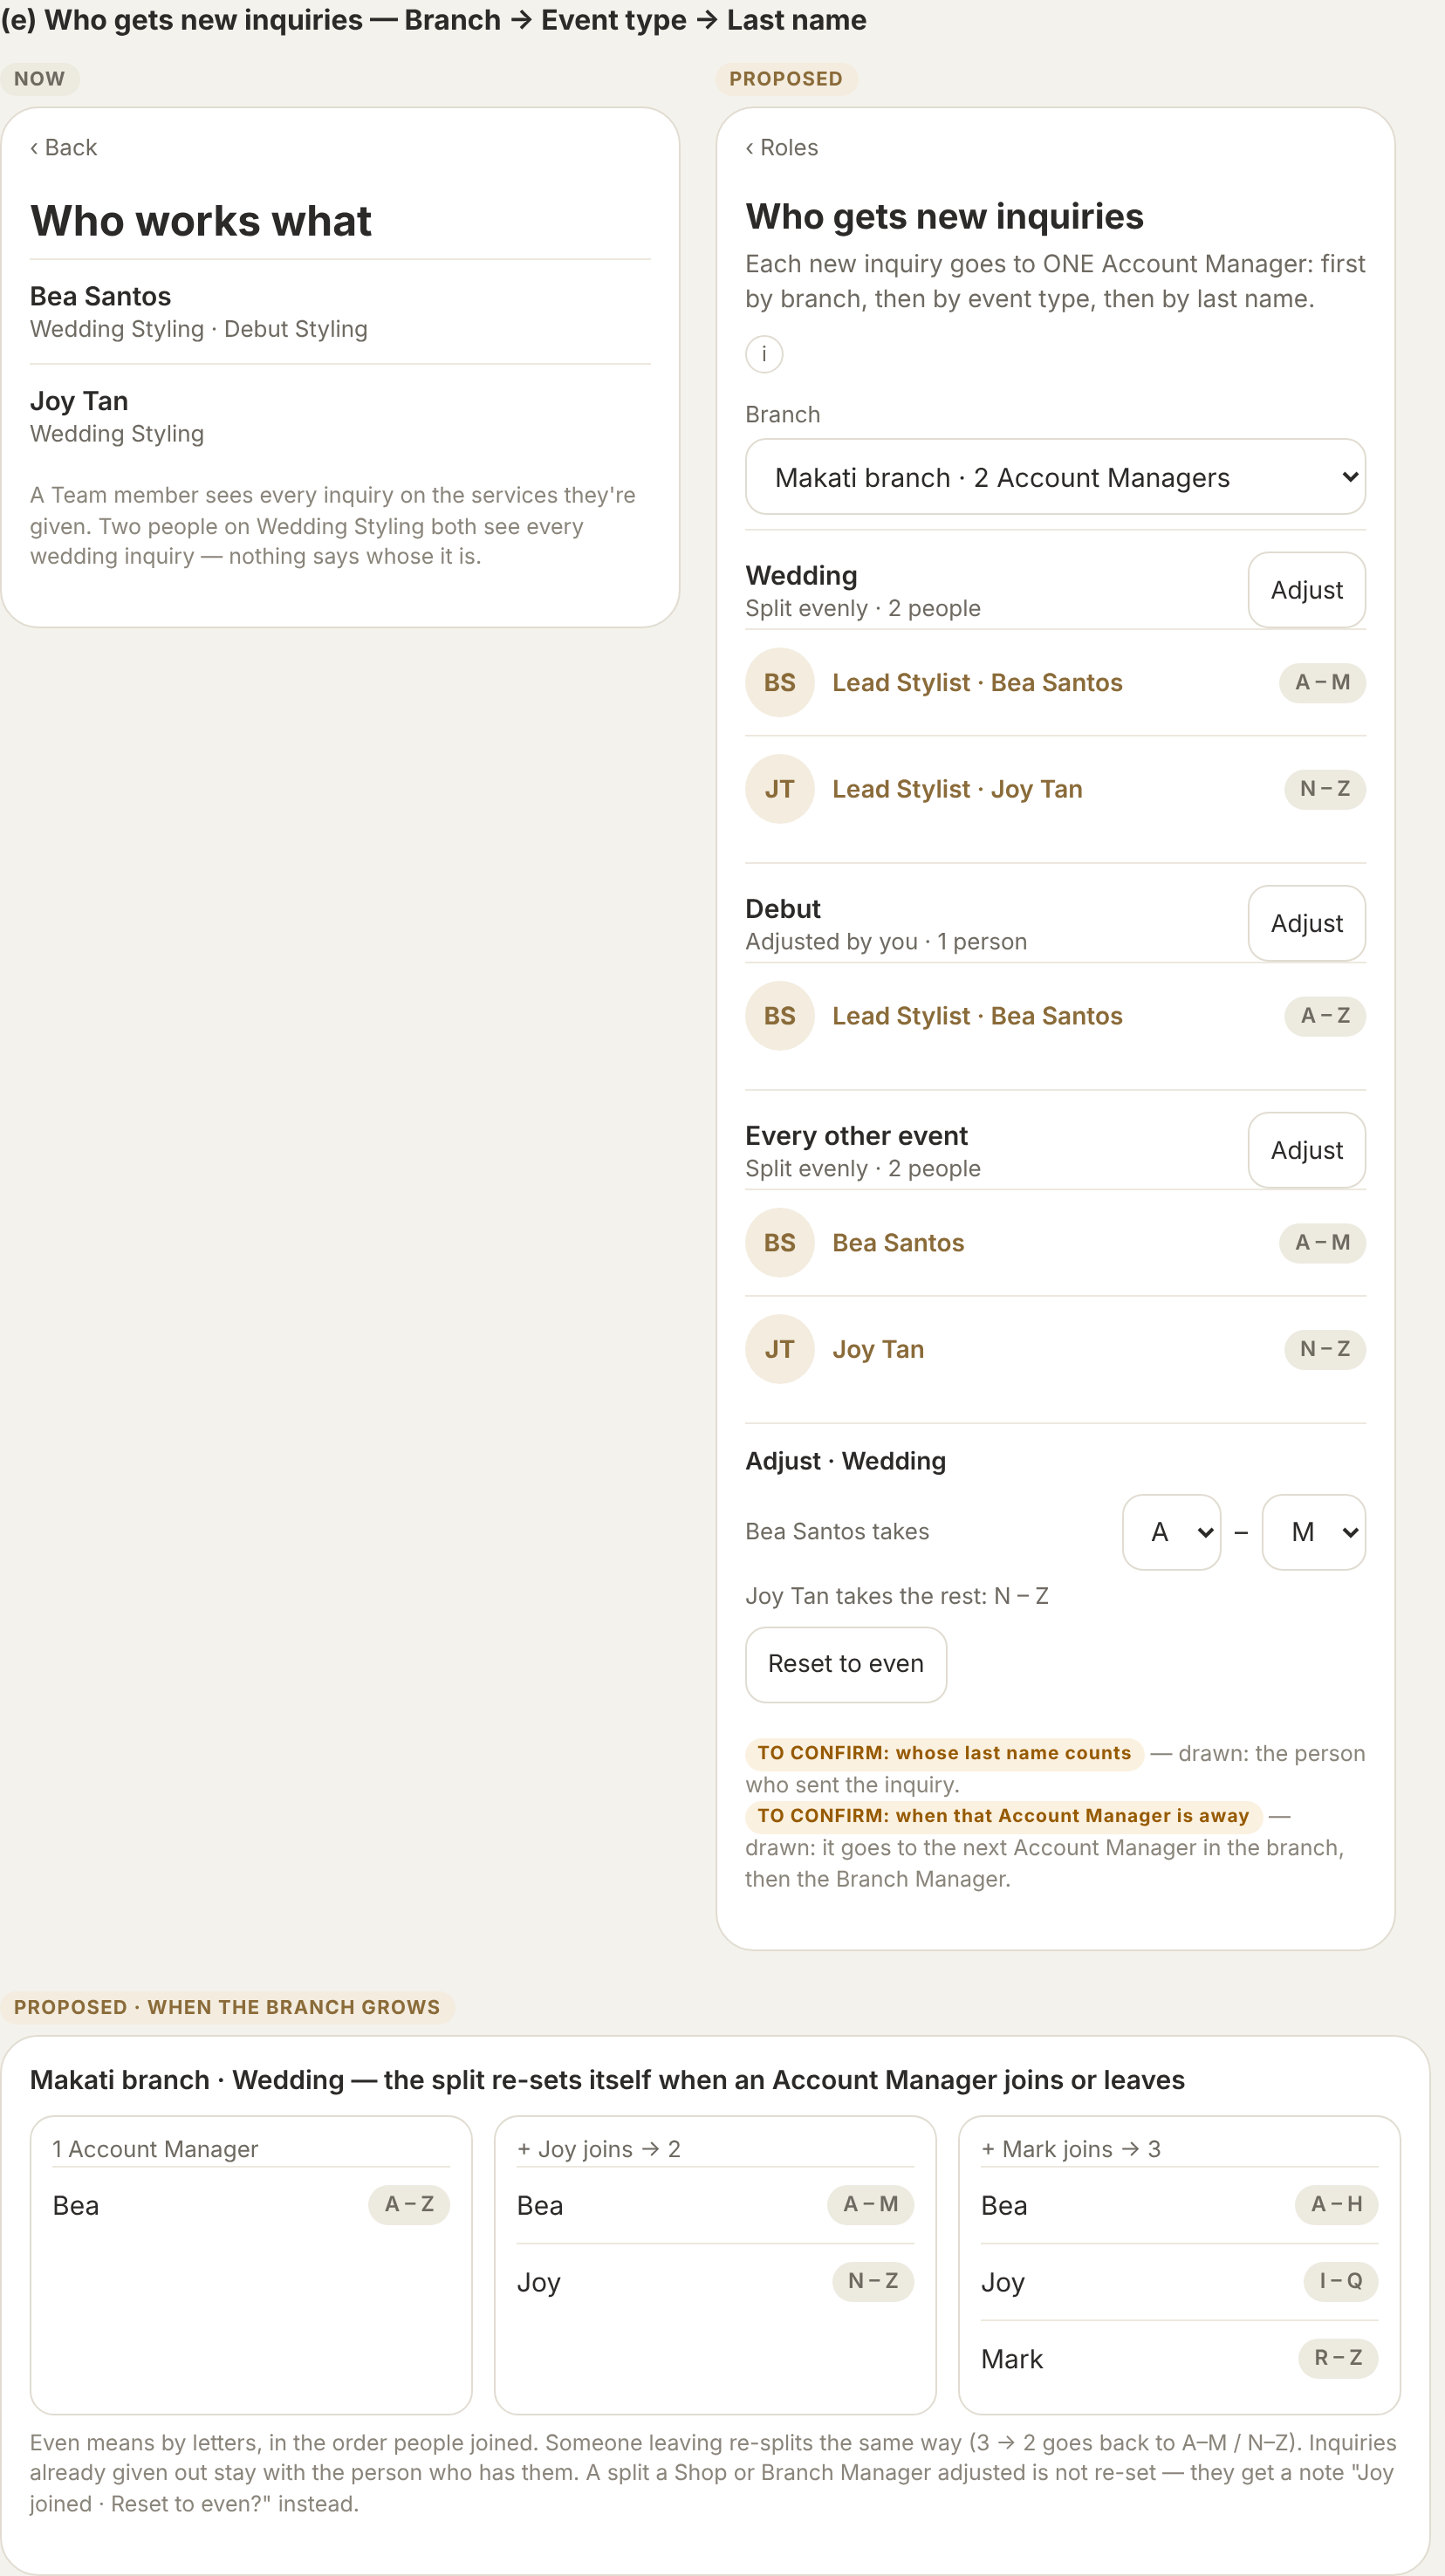 (e) Who gets new inquiries — Branch → Event type → Last name
NOW
‹ Back
Who works what
Bea Santos
Wedding Styling · Debut Styling
Joy Tan
Wedding Styling
A Team member sees every inquiry on the services they're
given. Two people on Wedding Styling both see every
wedding inquiry — nothing says whose it is.
PROPOSED
‹ Roles
Who gets new inquiries
Each new inquiry goes to ONE Account Manager: first
by branch, then by event type, then by last name.
i
Branch
Makati branch · 2 Account Managers
Wedding
Split evenly · 2 people
Adjust
BS Lead Stylist · Bea Santos A – M
JT Lead Stylist · Joy Tan N – Z
Debut
Adjusted by you · 1 person
Adjust
BS Lead Stylist · Bea Santos A – Z
Every other event
Split evenly · 2 people
Adjust
BS Bea Santos A – M
JT Joy Tan N – Z
Adjust · Wedding
Bea Santos takes A – M
Joy Tan takes the rest: N – Z
Reset to even
TO CONFIRM: whose last name counts — drawn: the person
who sent the inquiry.
TO CONFIRM: when that Account Manager is away —
drawn: it goes to the next Account Manager in the branch,
then the Branch Manager.
PROPOSED · WHEN THE BRANCH GROWS
Makati branch · Wedding — the split re-sets itself when an Account Manager joins or leaves
1 Account Manager
Bea A – Z
+ Joy joins → 2
Bea A – M
Joy N – Z
+ Mark joins → 3
Bea A – H
Joy I – Q
Mark R – Z
Even means by letters, in the order people joined. Someone leaving re-splits the same way (3 → 2 goes back to A–M / N–Z). Inquiries
already given out stay with the person who has them. A split a Shop or Branch Manager adjusted is not re-set — they get a note "Joy
joined · Reset to even?" instead.